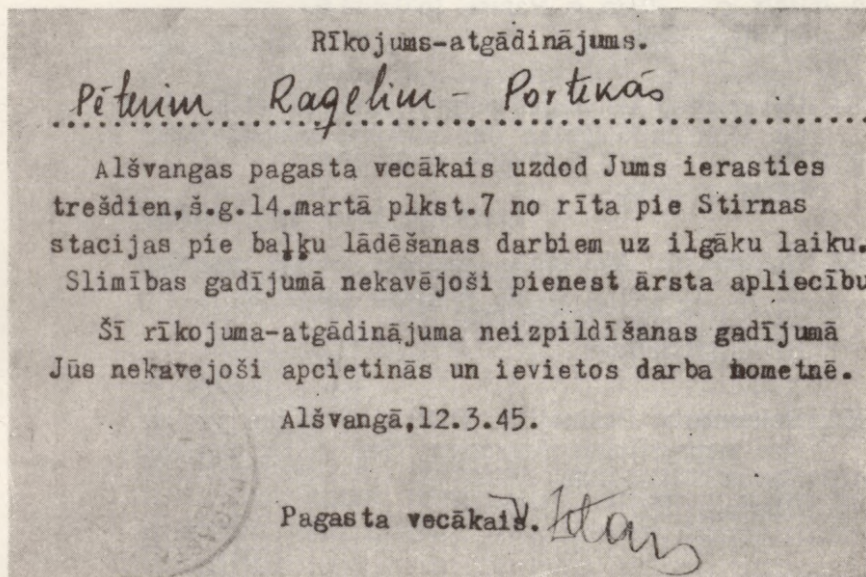 Rīkojums-atgādinājums.
Pēterim Ragelim - Portekās
Alšvangas pagasta vecākais uzdod Jums ierasties
trešdien,š.g.14.martā plkst.7 no rīta pie Stirnas
stacijas pie baļķu lādēšanas darbiem uz ilgāku laiku.
Slimības gadījumā nekavējoši pienest ārsta apliecību
Šī rīkojuma-atgādinājuma neizpildīšanas gadījumā
Jūs nekavejoši apcietinās un ievietos darba nometnē.
Alšvangā,12.3.45.
Pagasta vecākais.